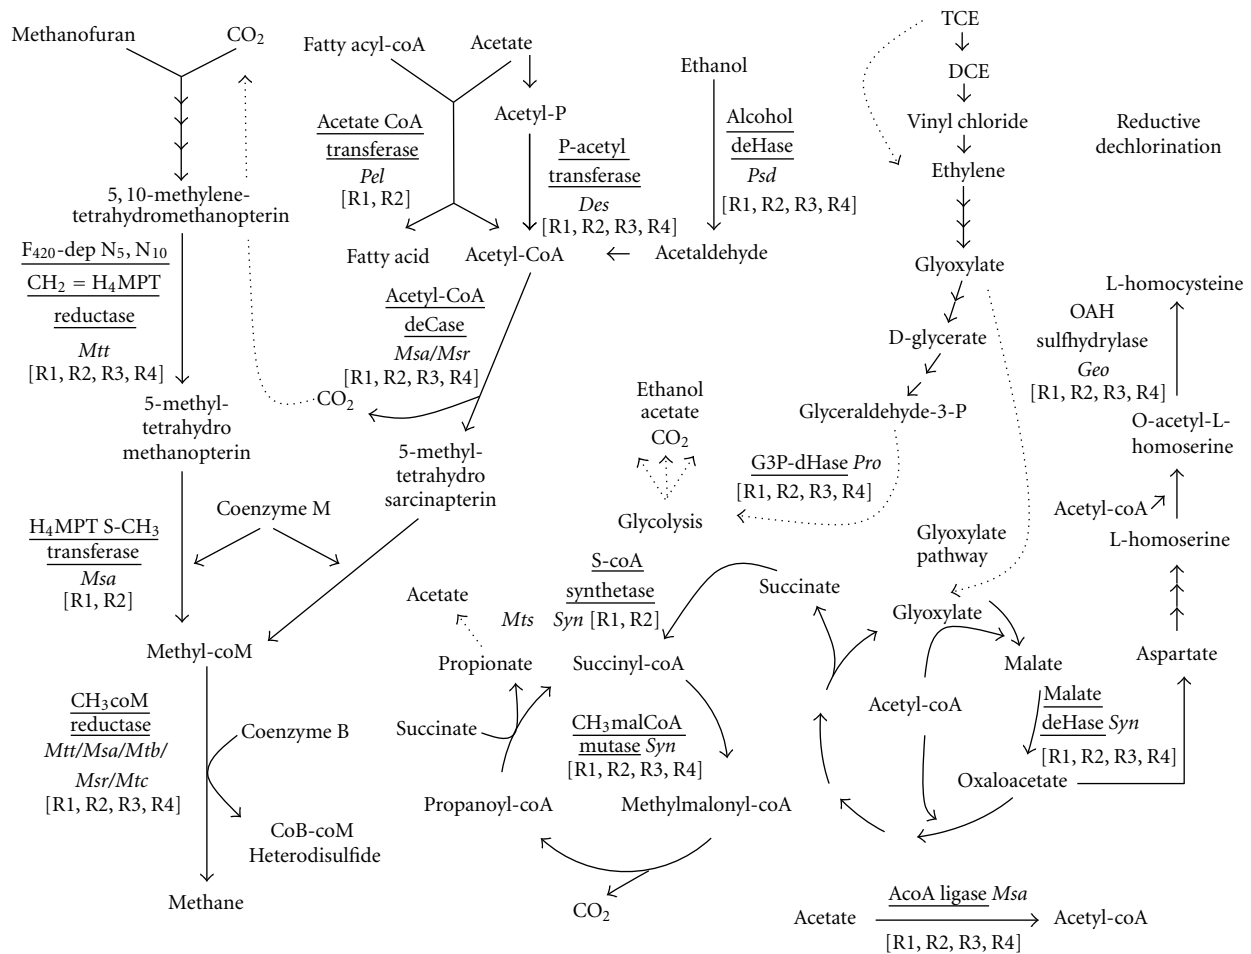 Methanofuran
CO2
5,10-methylene-
tetrahydromethanopterin
F420-dep N5, N10
CH2 = H4MPT
reductase
Mtt
[R1, R2, R3, R4]
5-methyl-
tetrahydro
methanopterin
H4MPT S-CH3
transferase
Msa
[R1, R2]
Coenzyme M
Methyl-coM
CH3coM
reductase
Mtt/Msa/Mtb/
Msr/Mtc
[R1, R2, R3, R4]
Coenzyme B
CoB-coM
Heterodisulfide
Methane
Fatty acyl-coA
Acetate
Acetyl-P
Acetate CoA
transferase
Pel
[R1, R2]
P-acetyl
transferase
Des
[R1, R2, R3, R4]
Fatty acid
Acetyl-CoA
Ethanol
Alcohol
deHase
Psd
[R1, R2, R3, R4]
Acetaldehyde
Acetyl-CoA
deCase
Msa/Msr
[R1, R2, R3, R4]
CO2
5-methyl-
tetrahydro
sarcinapterin
Ethanol
acetate
CO2
Glycolysis
TCE
DCE
Vinyl chloride
Ethylene
Reductive
dechlorination
Glyoxylate
D-glycerate
Glyceraldehyde-3-P
G3P-dHase Pro
[R1, R2, R3, R4]
L-homocysteine
OAH
sulfhydrylase
Geo
[R1, R2, R3, R4]
O-acetyl-L-
homoserine
Acetyl-coA
L-homoserine
Aspartate
Glyoxylate
pathway
Glyoxylate
Malate
Malate
deHase Syn
[R1, R2, R3, R4]
Oxaloacetate
Acetyl-coA
Succinate
S-coA
synthetase
Mts Syn [R1, R2]
Acetate
Propionate
Succinyl-coA
Succinate
CH3malCoA
mutase Syn
[R1, R2, R3, R4]
Propanoyl-coA
Methylmalonyl-coA
CO2
Acetate
AcoA ligase Msa
[R1, R2, R3, R4]
Acetyl-coA